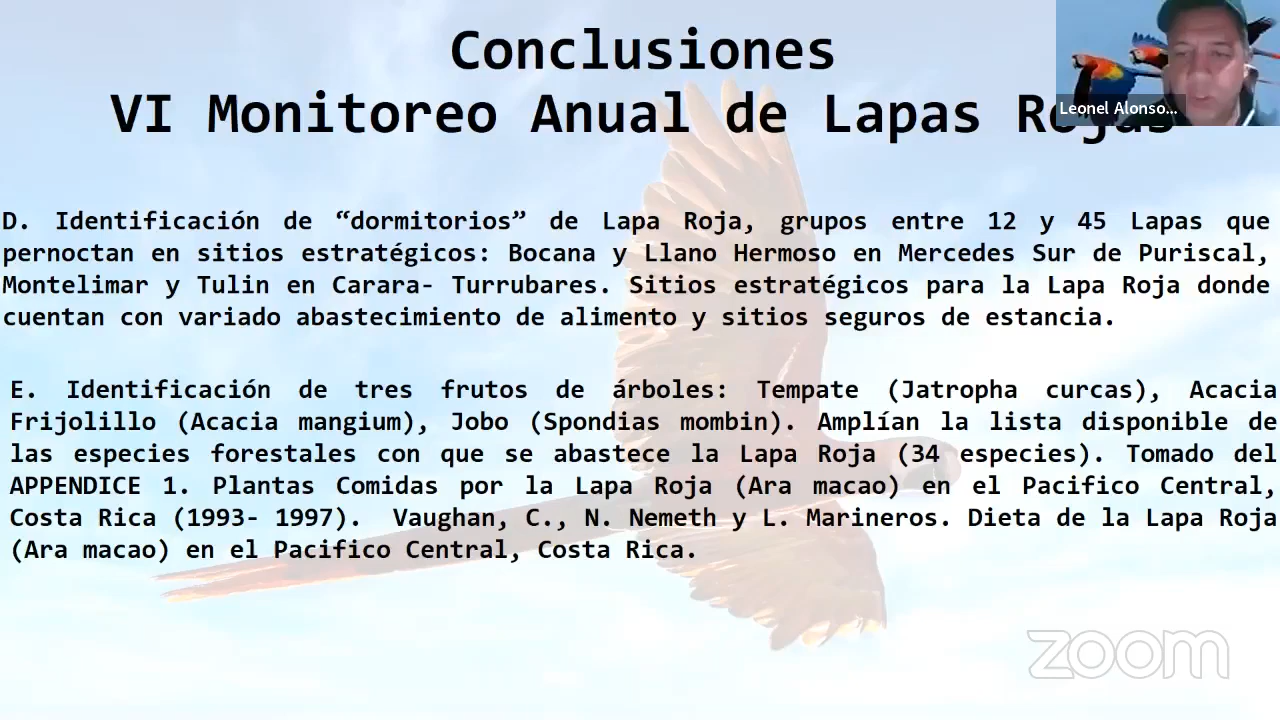 Conclusiones
VI Monitoreo Anual de Lapas Rojas
Leonel Alonso...
D. Identificación de “dormitorios” de Lapa Roja, grupos entre 12 y 45 Lapas que
pernoctan en sitios estratégicos: Bocana y Llano Hermoso en Mercedes Sur de Puriscal,
Montelimar y Tulin en Carara- Turrubares. Sitios estratégicos para la Lapa Roja donde
cuentan con variado abastecimiento de alimento y sitios seguros de estancia.
E. Identificación de tres frutos de árboles: Tempate (Jatropha curcas), Acacia
Frijolillo (Acacia mangium), Jobo (Spondias mombin). Amplían la lista disponible de
las especies forestales con que se abastece la Lapa Roja (34 especies). Tomado del
APPENDICE 1. Plantas Comidas por la Lapa Roja (Ara macao) en el Pacifico Central,
Costa Rica (1993- 1997). Vaughan, C., N. Nemeth y L. Marineros. Dieta de la Lapa Roja
(Ara macao) en el Pacifico Central, Costa Rica.
zoom